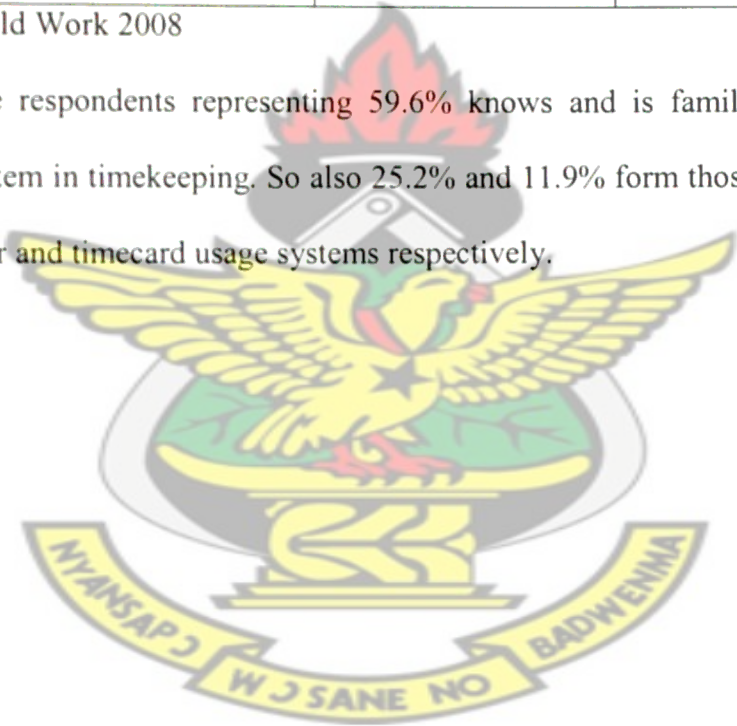 ld Work 2008
e respondents representing 59.6% knows and is famil
tem in timekeeping. So also 25.2% and 11.9% form thos
r and timecard usage systems respectively.
NYANSAPƆ
WƆSANE NO
BADWENMA